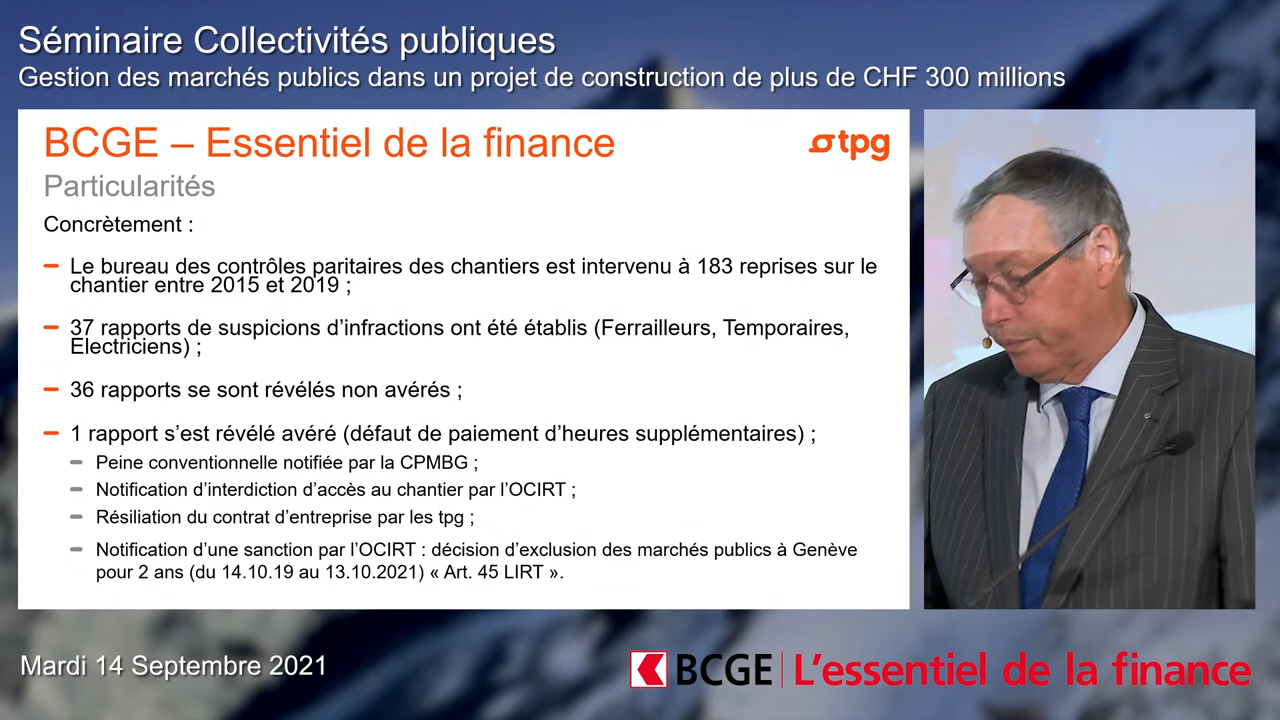 Séminaire Collectivités publiques
Gestion des marchés publics dans un projet de construction de plus de CHF 300 millions
BCGE – Essentiel de la finance
tpg
Particularités
Concrètement :
Le bureau des contrôles paritaires des chantiers est intervenu à 183 reprises sur le
chantier entre 2015 et 2019 ;
37 rapports de suspicions d’infractions ont été établis (Ferrailleurs, Temporaires,
Electriciens) ;
36 rapports se sont révélés non avérés ;
1 rapport s’est révélé avéré (défaut de paiement d’heures supplémentaires) ;
Peine conventionnelle notifiée par la CPMBG ;
Notification d’interdiction d’accès au chantier par l’OCIRT ;
Résiliation du contrat d’entreprise par les tpg ;
Notification d’une sanction par l’OCIRT : décision d’exclusion des marchés publics à Genève
pour 2 ans (du 14.10.19 au 13.10.2021) « Art. 45 LIRT ».
Mardi 14 Septembre 2021
BCGE L’essentiel de la finance